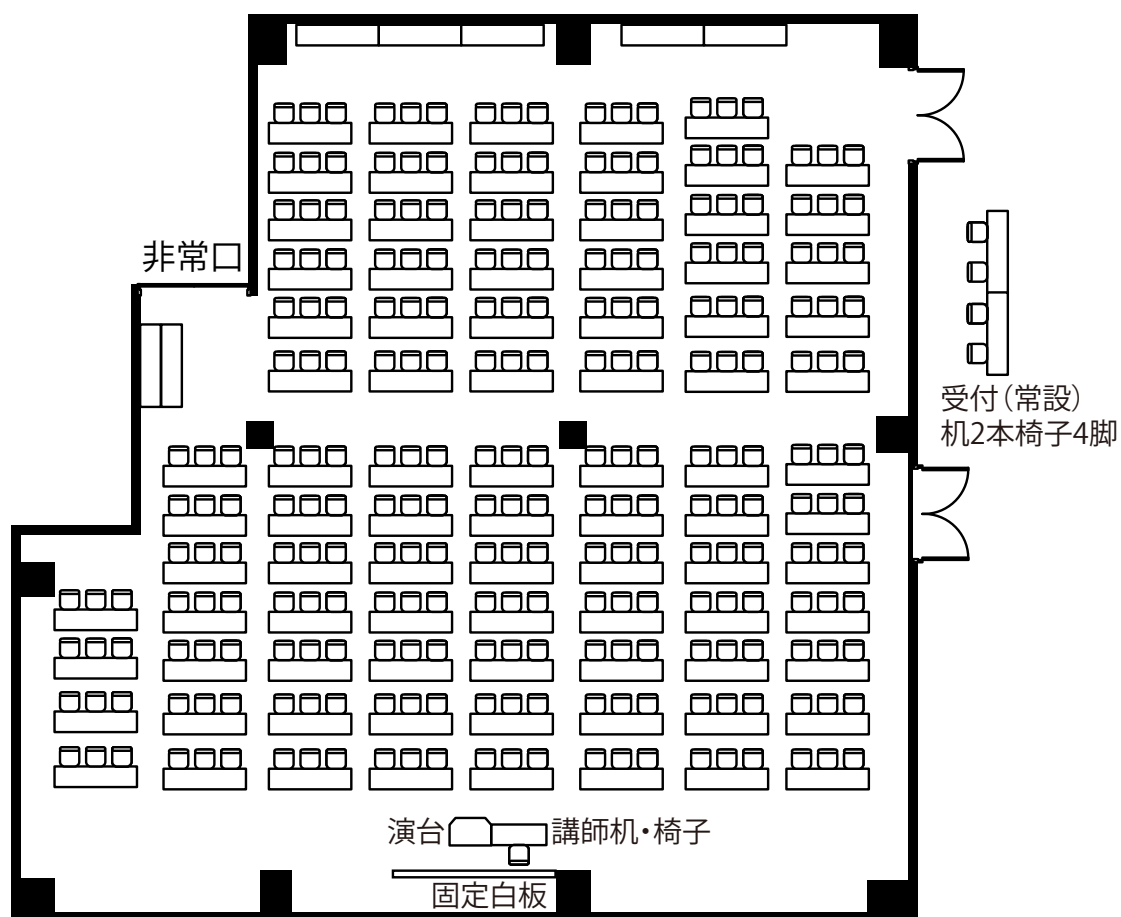 非常口
受付（常設）
机2本椅子4脚
演台
講師机・椅子
固定白板